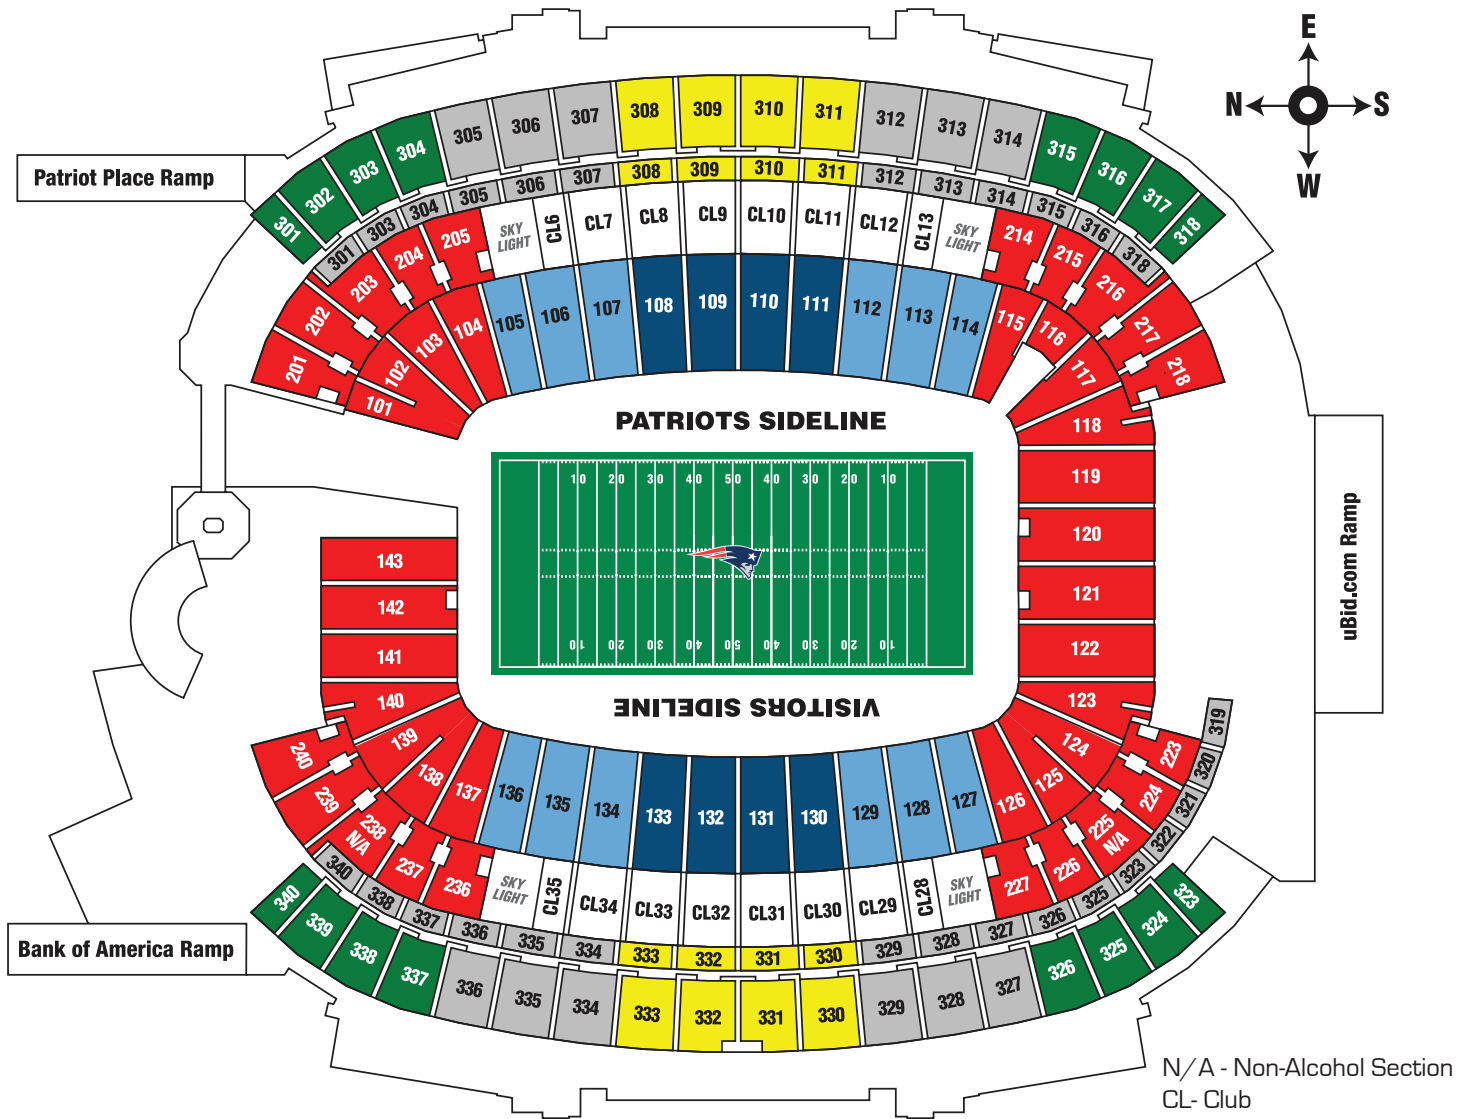 E
N S
W
Patriot Place Ramp
301 302 303 304 305 306 307 308 309 310 311 312 313 314 315 316 317 318
301 303 304 305 306 307 308 309 310 311 312 313 314 315 316 318
201 202 203 204 205 SKY LIGHT CL6 CL7 CL8 CL9 CL10 CL11 CL12 CL13 SKY LIGHT 214 215 216 217 218
101 102 103 104 105 106 107 108 109 110 111 112 113 114 115 116 117
118
119
120
121
122
123
PATRIOTS SIDELINE
10 20 30 40 50 40 30 20 10
10 20 30 40 50 40 30 20 10
VISITORS SIDELINE
143
142
141
140
139 138 137 136 135 134 133 132 131 130 129 128 127 126 125 124
240 239 238 N/A 237 236 SKY LIGHT CL35 CL34 CL33 CL32 CL31 CL30 CL29 CL28 SKY LIGHT 227 226 225 N/A 224 223
340 338 337 336 335 334 333 332 331 330 329 328 327 326 325 323 322 321 320 319
340 339 338 337 336 335 334 333 332 331 330 329 328 327 326 325 324 323
uBid.com Ramp
Bank of America Ramp
N/A - Non-Alcohol Section
CL- Club